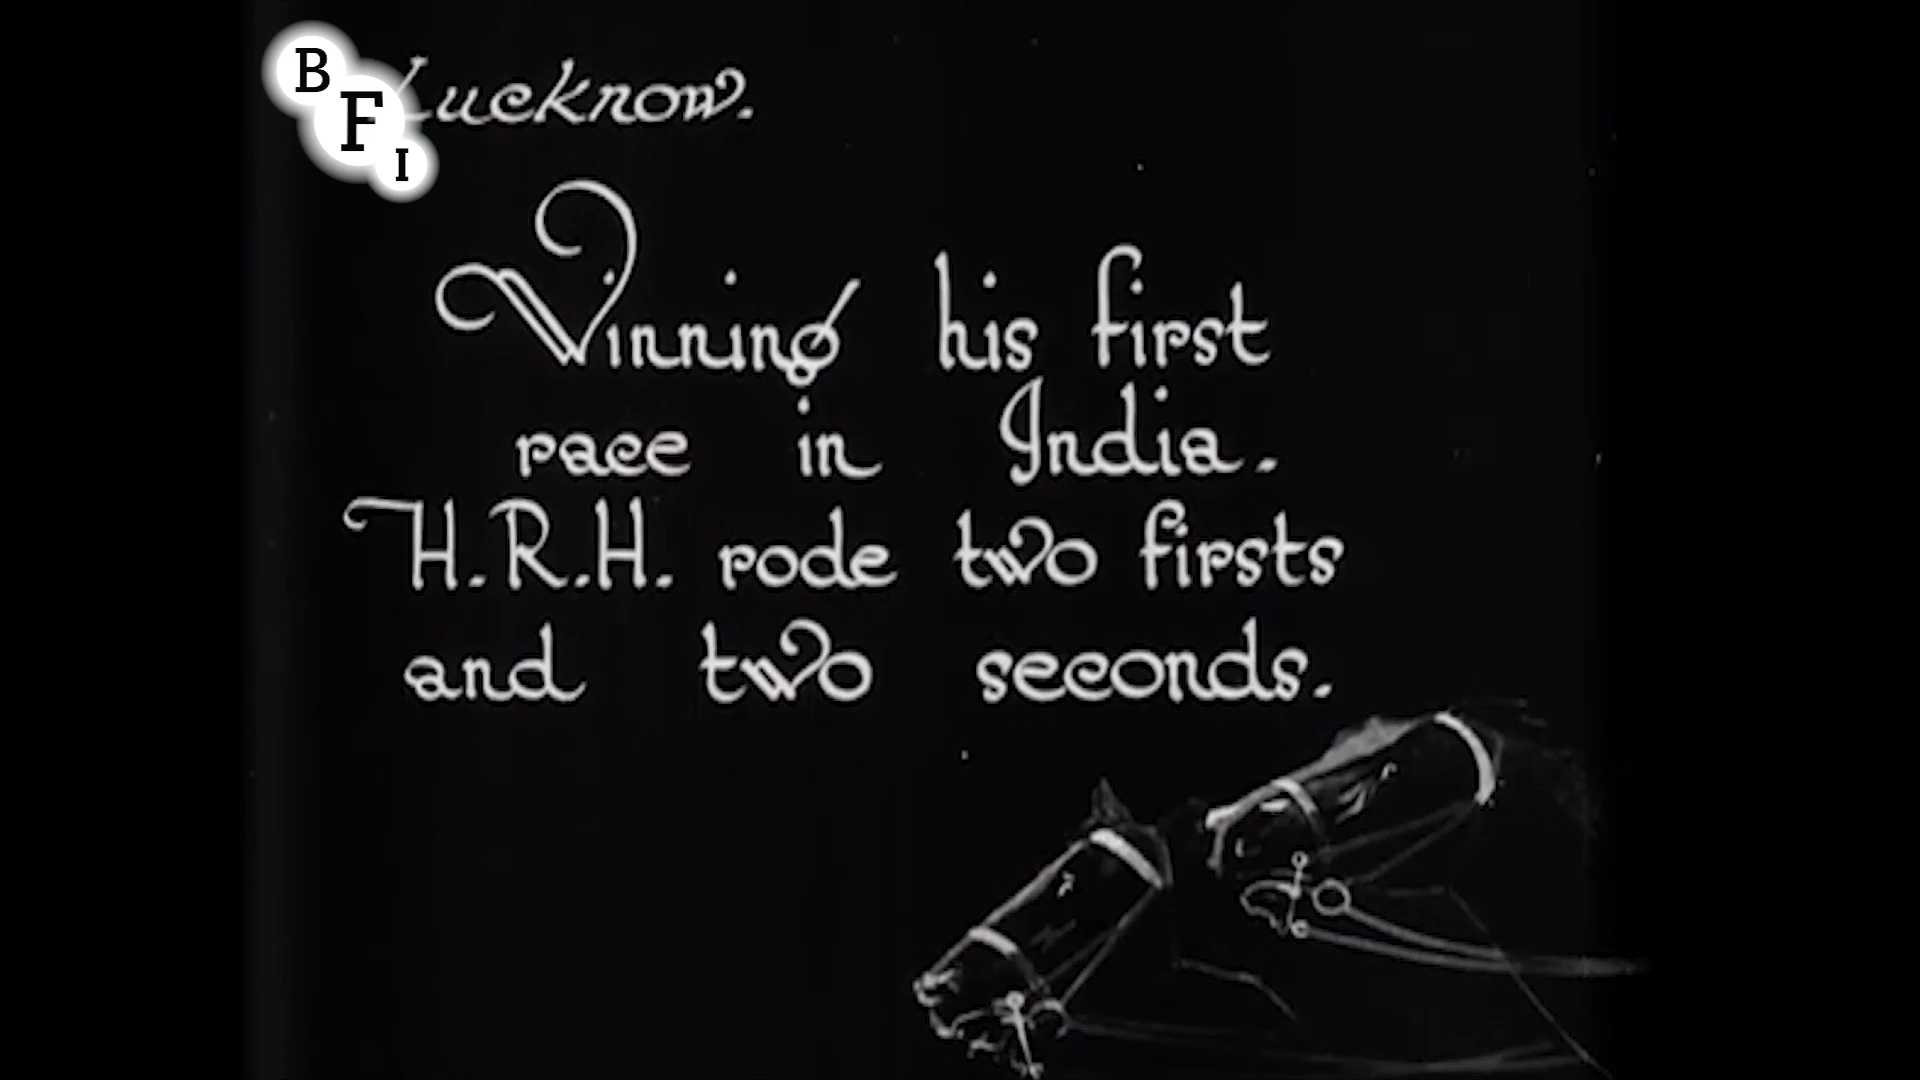 BFI
Lucknow.
Winning his first
race in India.
H.R.H. rode two firsts
and two seconds.